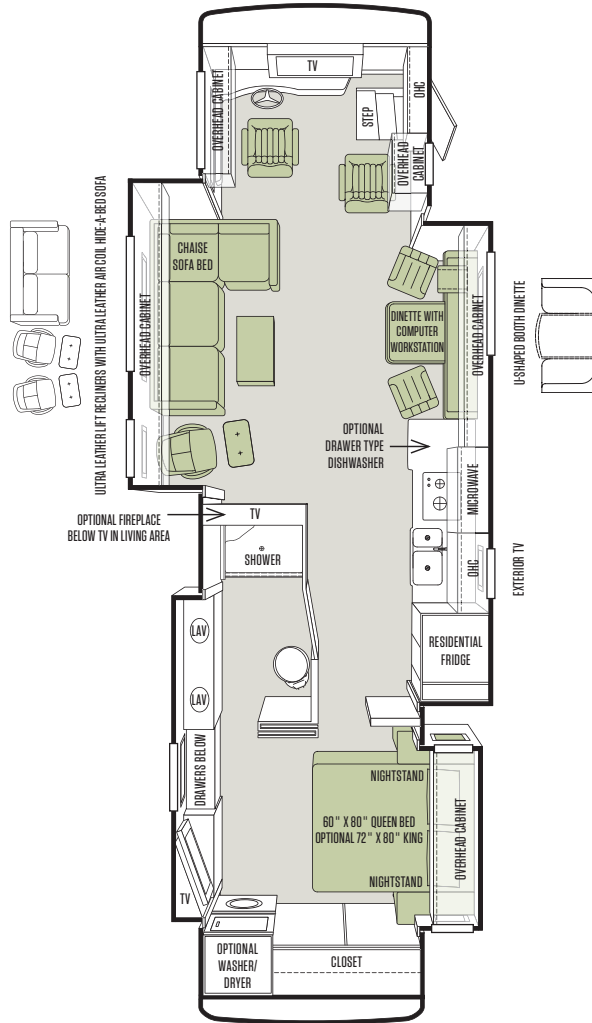 TV
OVERHEAD CABINET
OHC
STEP
OVERHEAD
CABINET
ULTRA LEATHER LIFT RECLINERS WITH ULTRA LEATHER AIR COIL HIDE-A-BED SOFA
OVERHEAD CABINET
CHAISE
SOFA BED
DINETTE WITH
COMPUTER
WORKSTATION
OVERHEAD CABINET
U-SHAPED BOOTH DINETTE
OPTIONAL
DRAWER TYPE
DISHWASHER
MICROWAVE
OPTIONAL FIREPLACE
BELOW TV IN LIVING AREA
TV
SHOWER
OHC
EXTERIOR TV
LAV
LAV
RESIDENTIAL
FRIDGE
DRAWERS BELOW
TV
NIGHTSTAND
60" X 80" QUEEN BED
OPTIONAL 72" X 80" KING
NIGHTSTAND
OVERHEAD CABINET
OPTIONAL
WASHER/
DRYER
CLOSET